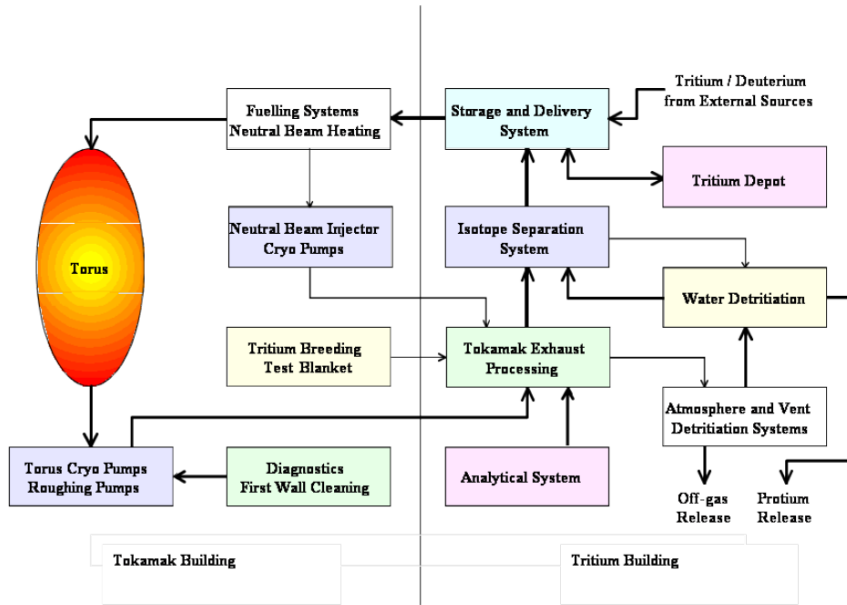 Fuelling Systems
Neutral Beam Heating
Storage and Delivery
System
Tritium / Deuterium
from External Sources
Tritium Depot
Neutral Beam Injector
Cryo Pumps
Isotope Separation
System
Torus
Water Detritiation
Tritium Breeding
Test Blanket
Tokamak Exhaust
Processing
Atmosphere and Vent
Detritiation Systems
Torus Cryo Pumps
Roughing Pumps
Diagnostics
First Wall Cleaning
Analytical System
Off-gas
Release
Protium
Release
Tokamak Building
Tritium Building